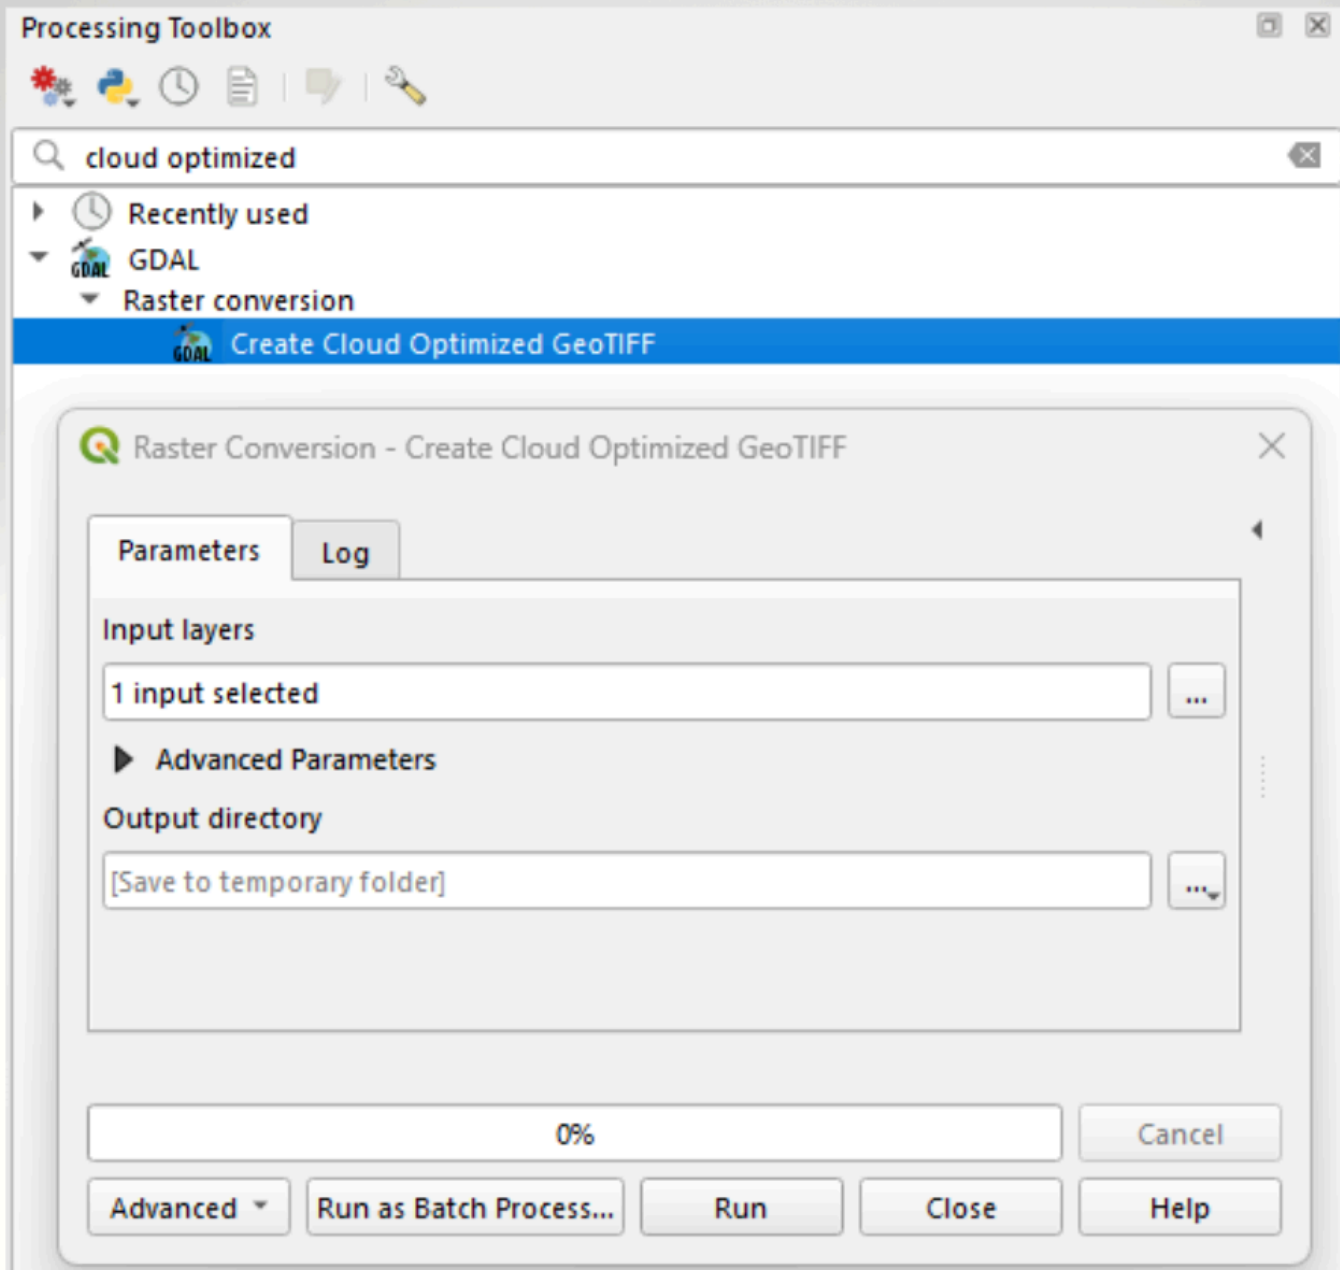 Processing Toolbox
cloud optimized
Recently used
GDAL GDAL
Raster conversion
GDAL Create Cloud Optimized GeoTIFF
Raster Conversion - Create Cloud Optimized GeoTIFF
Parameters Log
Input layers
1 input selected ...
Advanced Parameters
Output directory
[Save to temporary folder] ...
0% Cancel
Advanced Run as Batch Process... Run Close Help